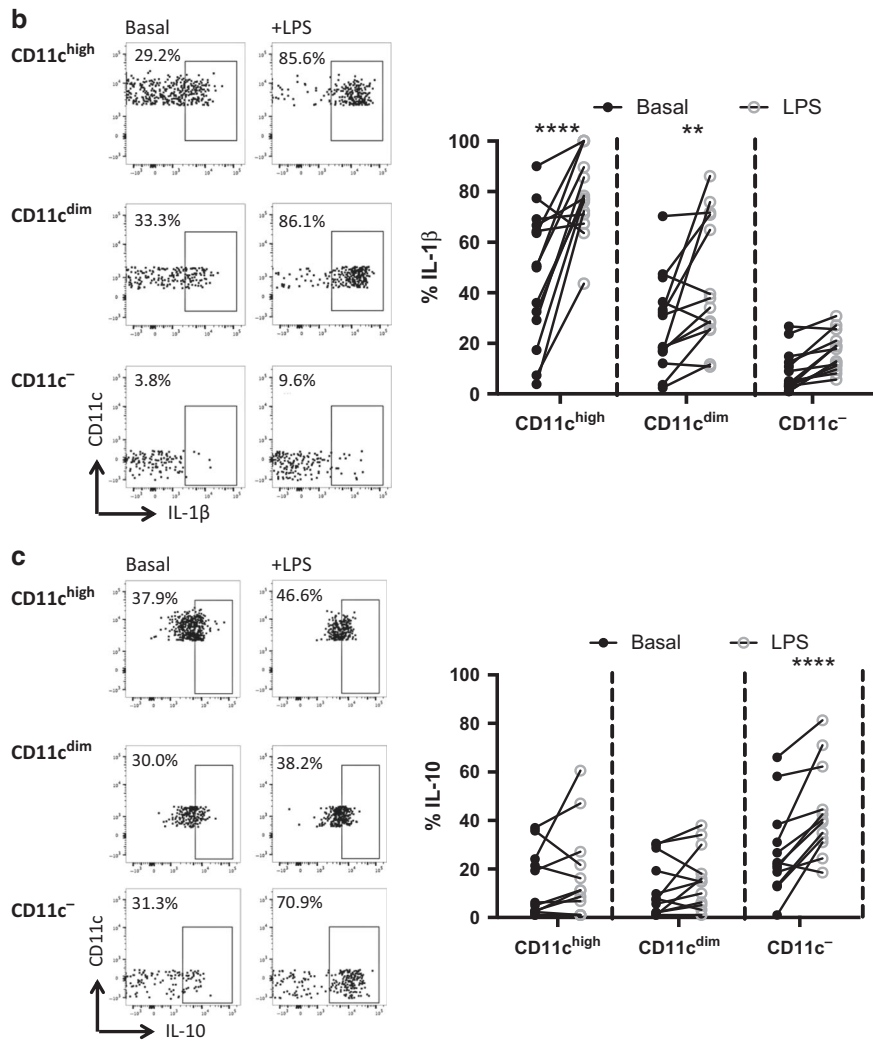 b
Basal
+LPS
CD11c^high
29.2%
85.6%
CD11c^dim
33.3%
86.1%
CD11c^−
3.8%
9.6%
CD11c
IL-1β
Basal
LPS
****
**
% IL-1β
100
80
60
40
20
0
CD11c^high
CD11c^dim
CD11c^−
c
Basal
+LPS
CD11c^high
37.9%
46.6%
CD11c^dim
30.0%
38.2%
CD11c^−
31.3%
70.9%
CD11c
IL-10
Basal
LPS
****
% IL-10
100
80
60
40
20
0
CD11c^high
CD11c^dim
CD11c^−